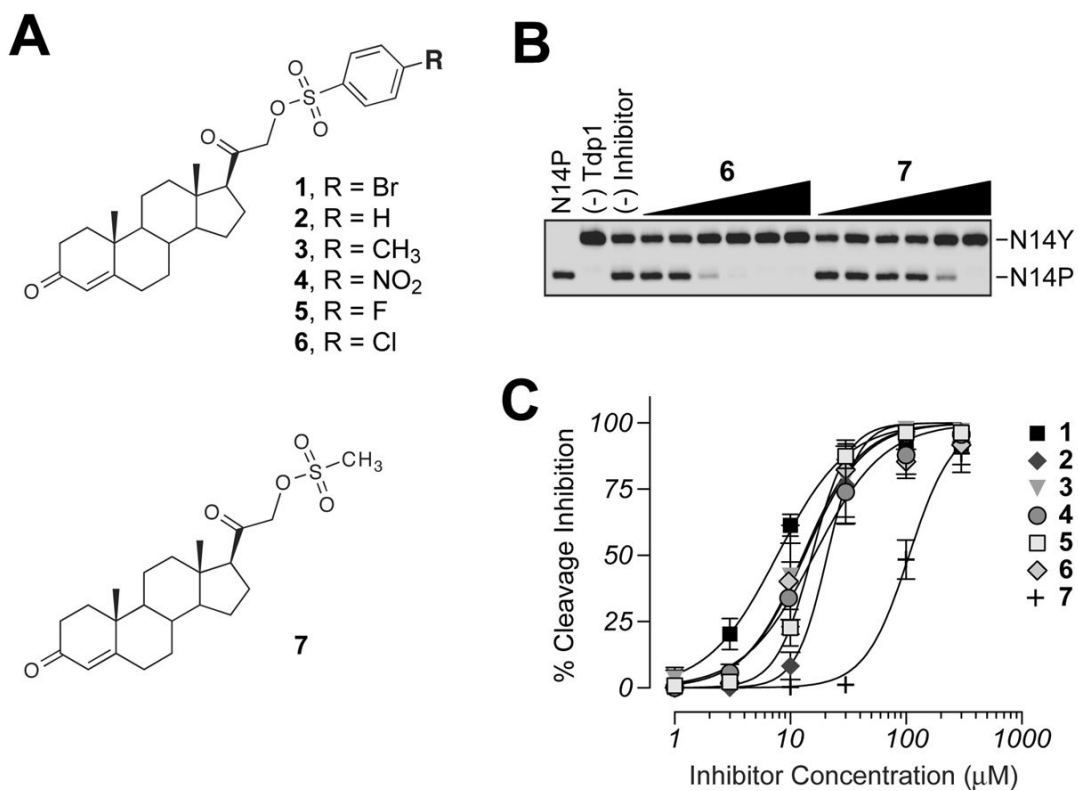 A
O
S
O
O
R
O
O
1, R = Br
2, R = H
3, R = CH₃
4, R = NO₂
5, R = F
6, R = Cl
O
S
CH₃
O
O
O
O
7
B
N14P
(-) Tdp1
(-) Inhibitor
6
7
–N14Y
–N14P
C
% Cleavage Inhibition
100
75
50
25
0
1
10
100
1000
Inhibitor Concentration (μM)
1
2
3
4
5
6
7